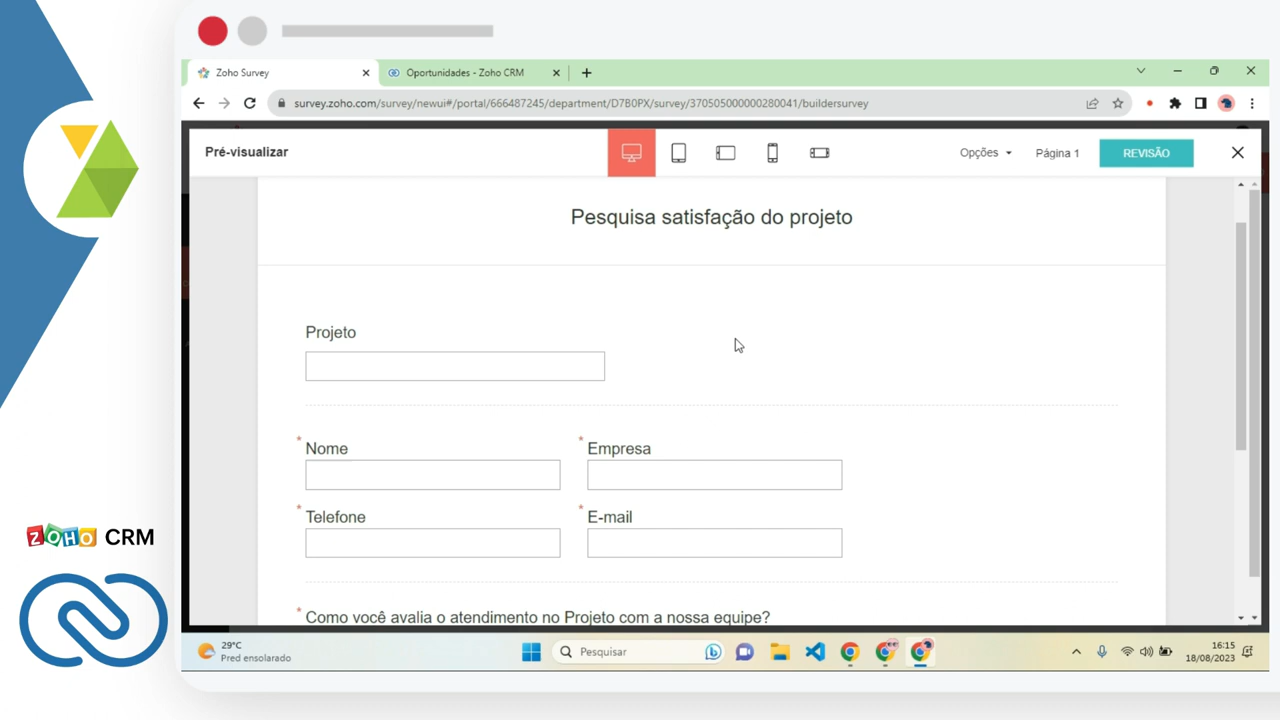 Zoho Survey
Oportunidades - Zoho CRM
survey.zoho.com/survey/newui#/portal/666487245/department/D7B0PX/survey/370505000000280041/buildersurvey
Pré-visualizar
Opções
Página 1
REVISÃO
Pesquisa satisfação do projeto
Projeto
* Nome
* Empresa
* Telefone
* E-mail
* Como você avalia o atendimento no Projeto com a nossa equipe?
ZOHO CRM
29°C
Pred ensolarado
Pesquisar
16:15
18/08/2023